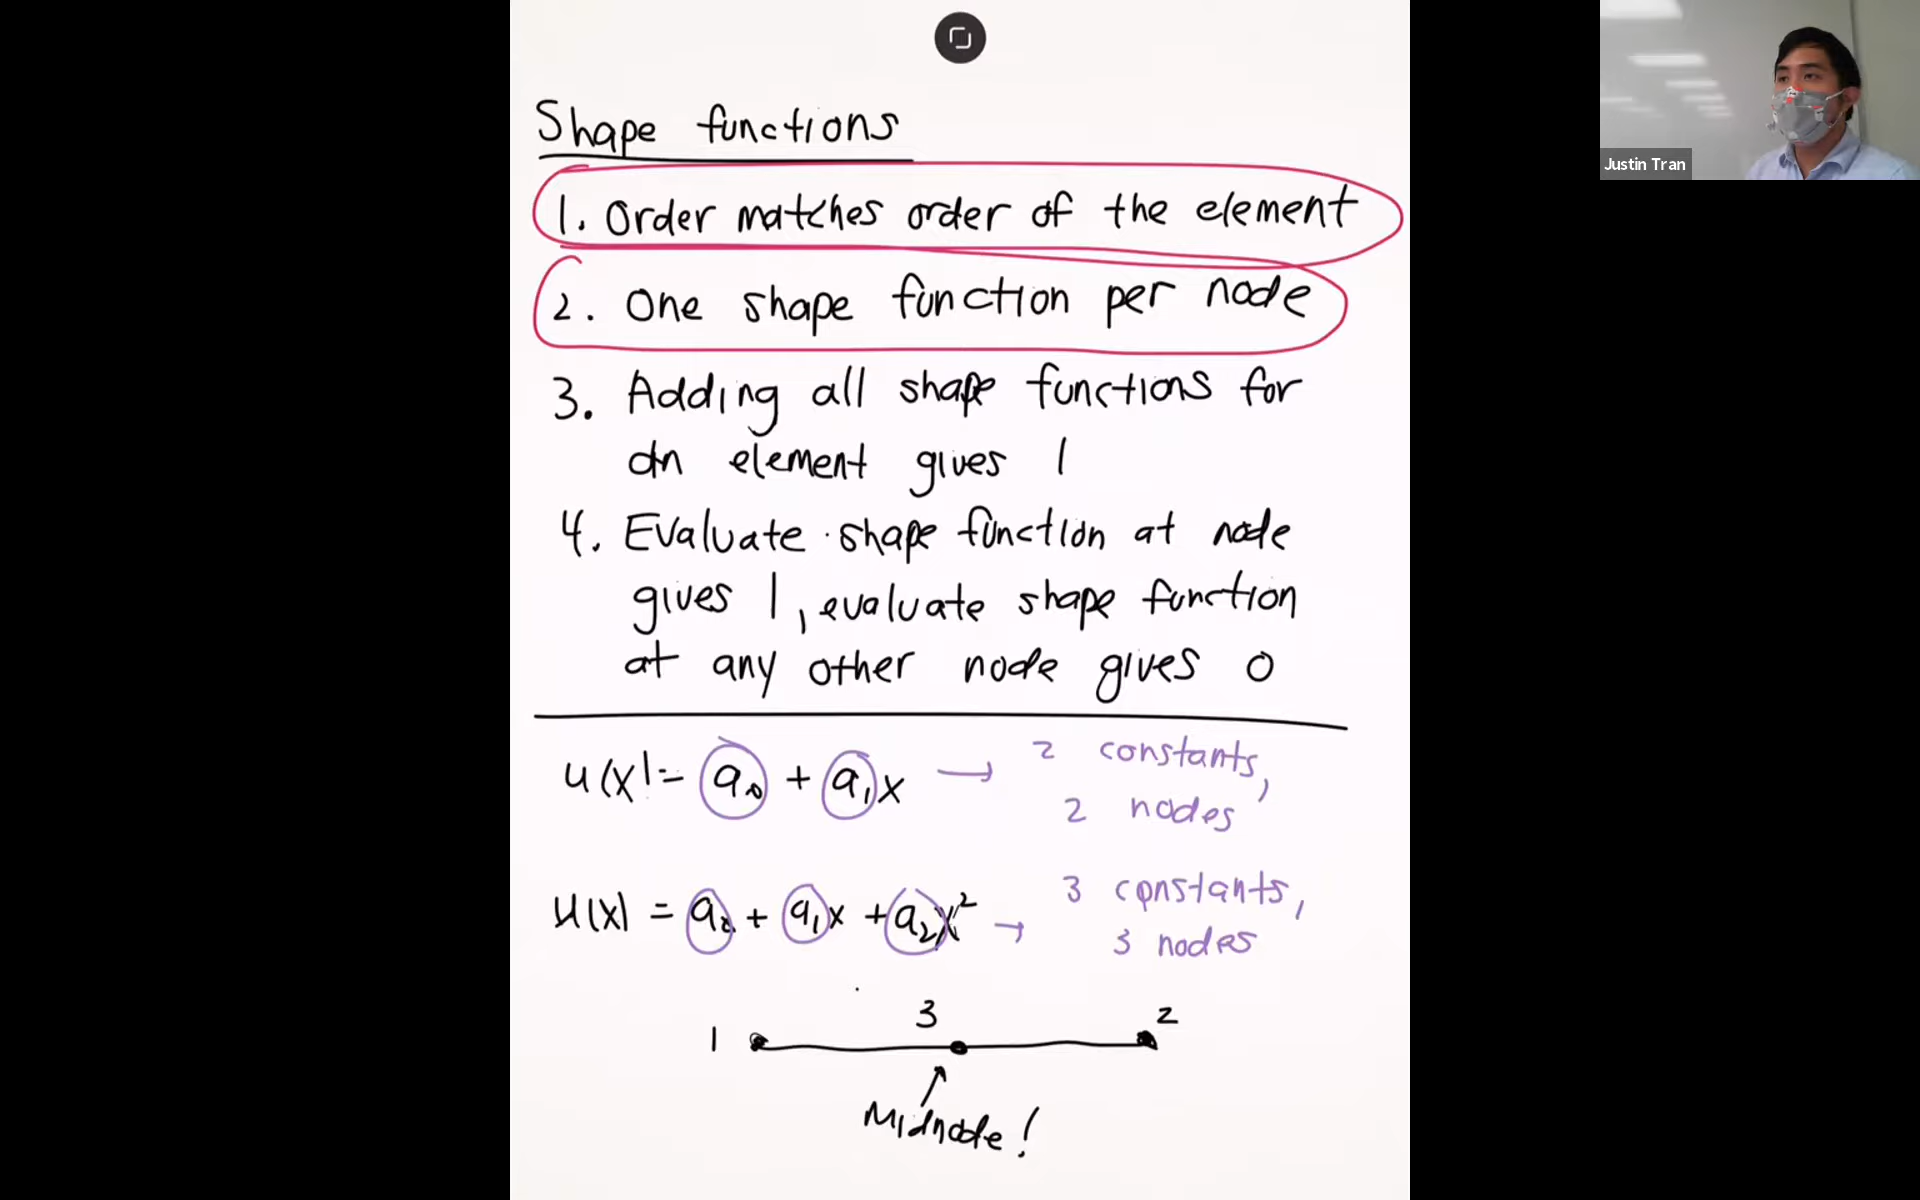 Shape functions
1. Order matches order of the element
2. One shape function per node
3. Adding all shape functions for
an element gives 1
4. Evaluate shape function at node
gives 1, evaluate shape function
at any other node gives 0
u(x) = a₀ + a₁x → 2 constants,
2 nodes
u(x) = a₀ + a₁x + a₂x² → 3 constants,
3 nodes
1 3 2
Midnode!
Justin Tran